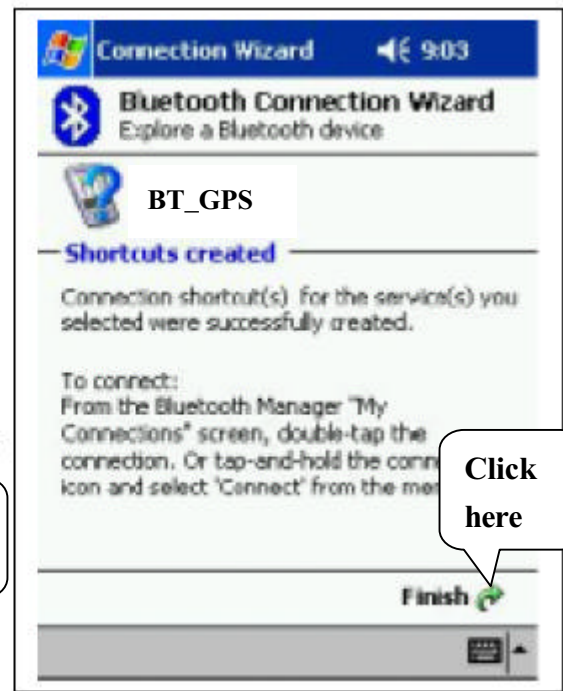 Connection Wizard 9:03
Bluetooth Connection Wizard
Explore a Bluetooth device
BT_GPS
Shortcuts created
Connection shortcut(s) for the service(s) you
selected were successfully created.
To connect:
From the Bluetooth Manager "My
Connections" screen, double-tap the
connection. Or tap-and-hold the
icon and select 'Connect' from the
Click
here
Finish